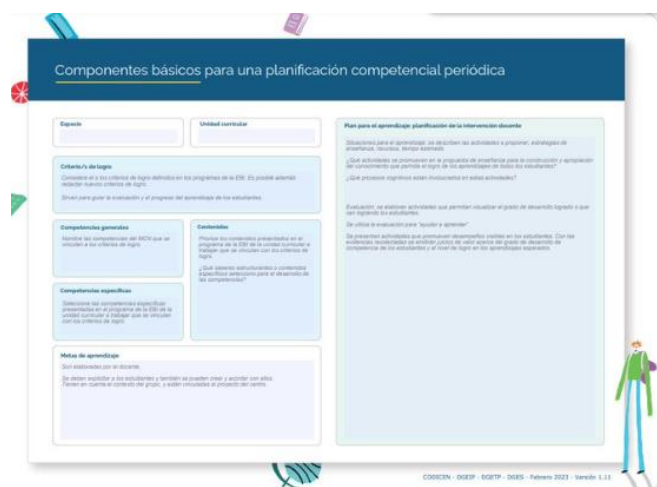 Componentes básicos para una planificación competencial periódica
Espacio
Unidad curricular
Criterio/s de logro
Considere el o los criterios de logro definidos en los programas de la EBI. Es posible además
redactar nuevos criterios de logro.
Sirven para guiar la evaluación y el progreso del aprendizaje de los estudiantes.
Competencias generales
Nombre las competencias del MCN que se
vinculan a los criterios de logro.
Contenidos
Priorice los contenidos presentados en el
programa de la EBI de la unidad curricular a
trabajar que se vinculan con los criterios de
logro.
¿Qué saberes estructurantes o contenidos
específicos selecciono para el desarrollo de
las competencias?
Competencias específicas
Seleccione las competencias específicas
presentadas en el programa de la EBI de la
unidad curricular a trabajar que se vinculan
con los criterios de logro.
Metas de aprendizaje
Son elaboradas por el docente.
Se deben explicitar a los estudiantes y también se pueden crear y acordar con ellos.
Tienen en cuenta el contexto del grupo, y están vinculadas al proyecto del centro.
Plan para el aprendizaje: planificación de la intervención docente
Situaciones para el aprendizaje: se describen las actividades a proponer, estrategias de
enseñanza, recursos, tiempo estimado.
¿Qué actividades se promueven en la propuesta de enseñanza para la construcción y apropiación
del conocimiento que permite el logro de los aprendizajes de todos los estudiantes?
¿Qué procesos cognitivos están involucrados en estas actividades?
Evaluación: se elaboran actividades que permitan visualizar el grado de desarrollo logrado o que
van logrando los estudiantes.
Se utiliza la evaluación para "ayudar a aprender".
Se presentan actividades que promueven desempeños visibles en los estudiantes. Con las
evidencias recolectadas se emitirán juicios de valor acerca del grado de desarrollo de
competencia de los estudiantes y el nivel de logro en los aprendizajes esperados.
CODICEN - DGEIP - DGETP - DGES - Febrero 2023 - Versión 1.11